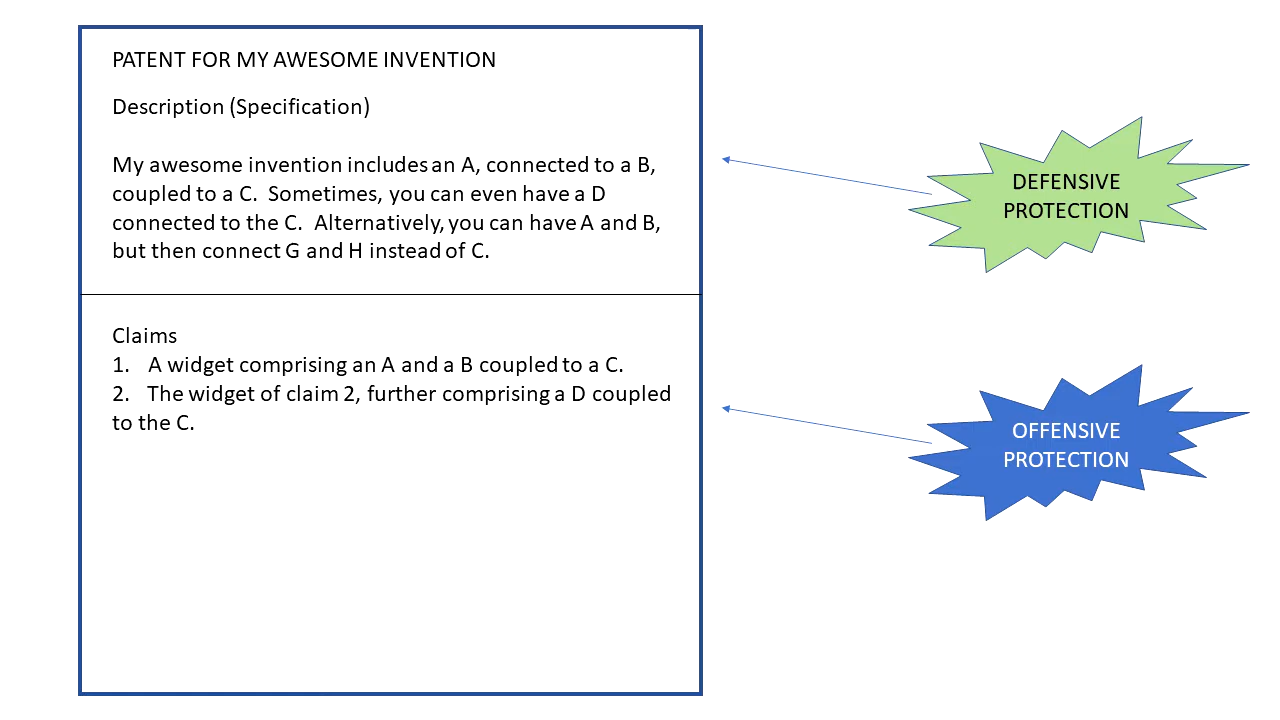 PATENT FOR MY AWESOME INVENTION
Description (Specification)
My awesome invention includes an A, connected to a B,
coupled to a C.  Sometimes, you can even have a D
connected to the C.  Alternatively, you can have A and B,
but then connect G and H instead of C.
DEFENSIVE
PROTECTION
Claims
1.   A widget comprising an A and a B coupled to a C.
2.   The widget of claim 2, further comprising a D coupled
to the C.
OFFENSIVE
PROTECTION